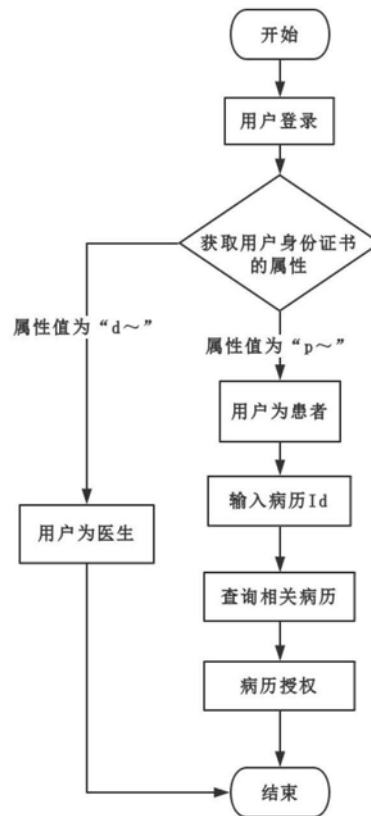 开始
用户登录
获取用户身份证书
的属性
属性值为“d～”
属性值为“p～”
用户为患者
输入病历Id
用户为医生
查询相关病历
病历授权
结束